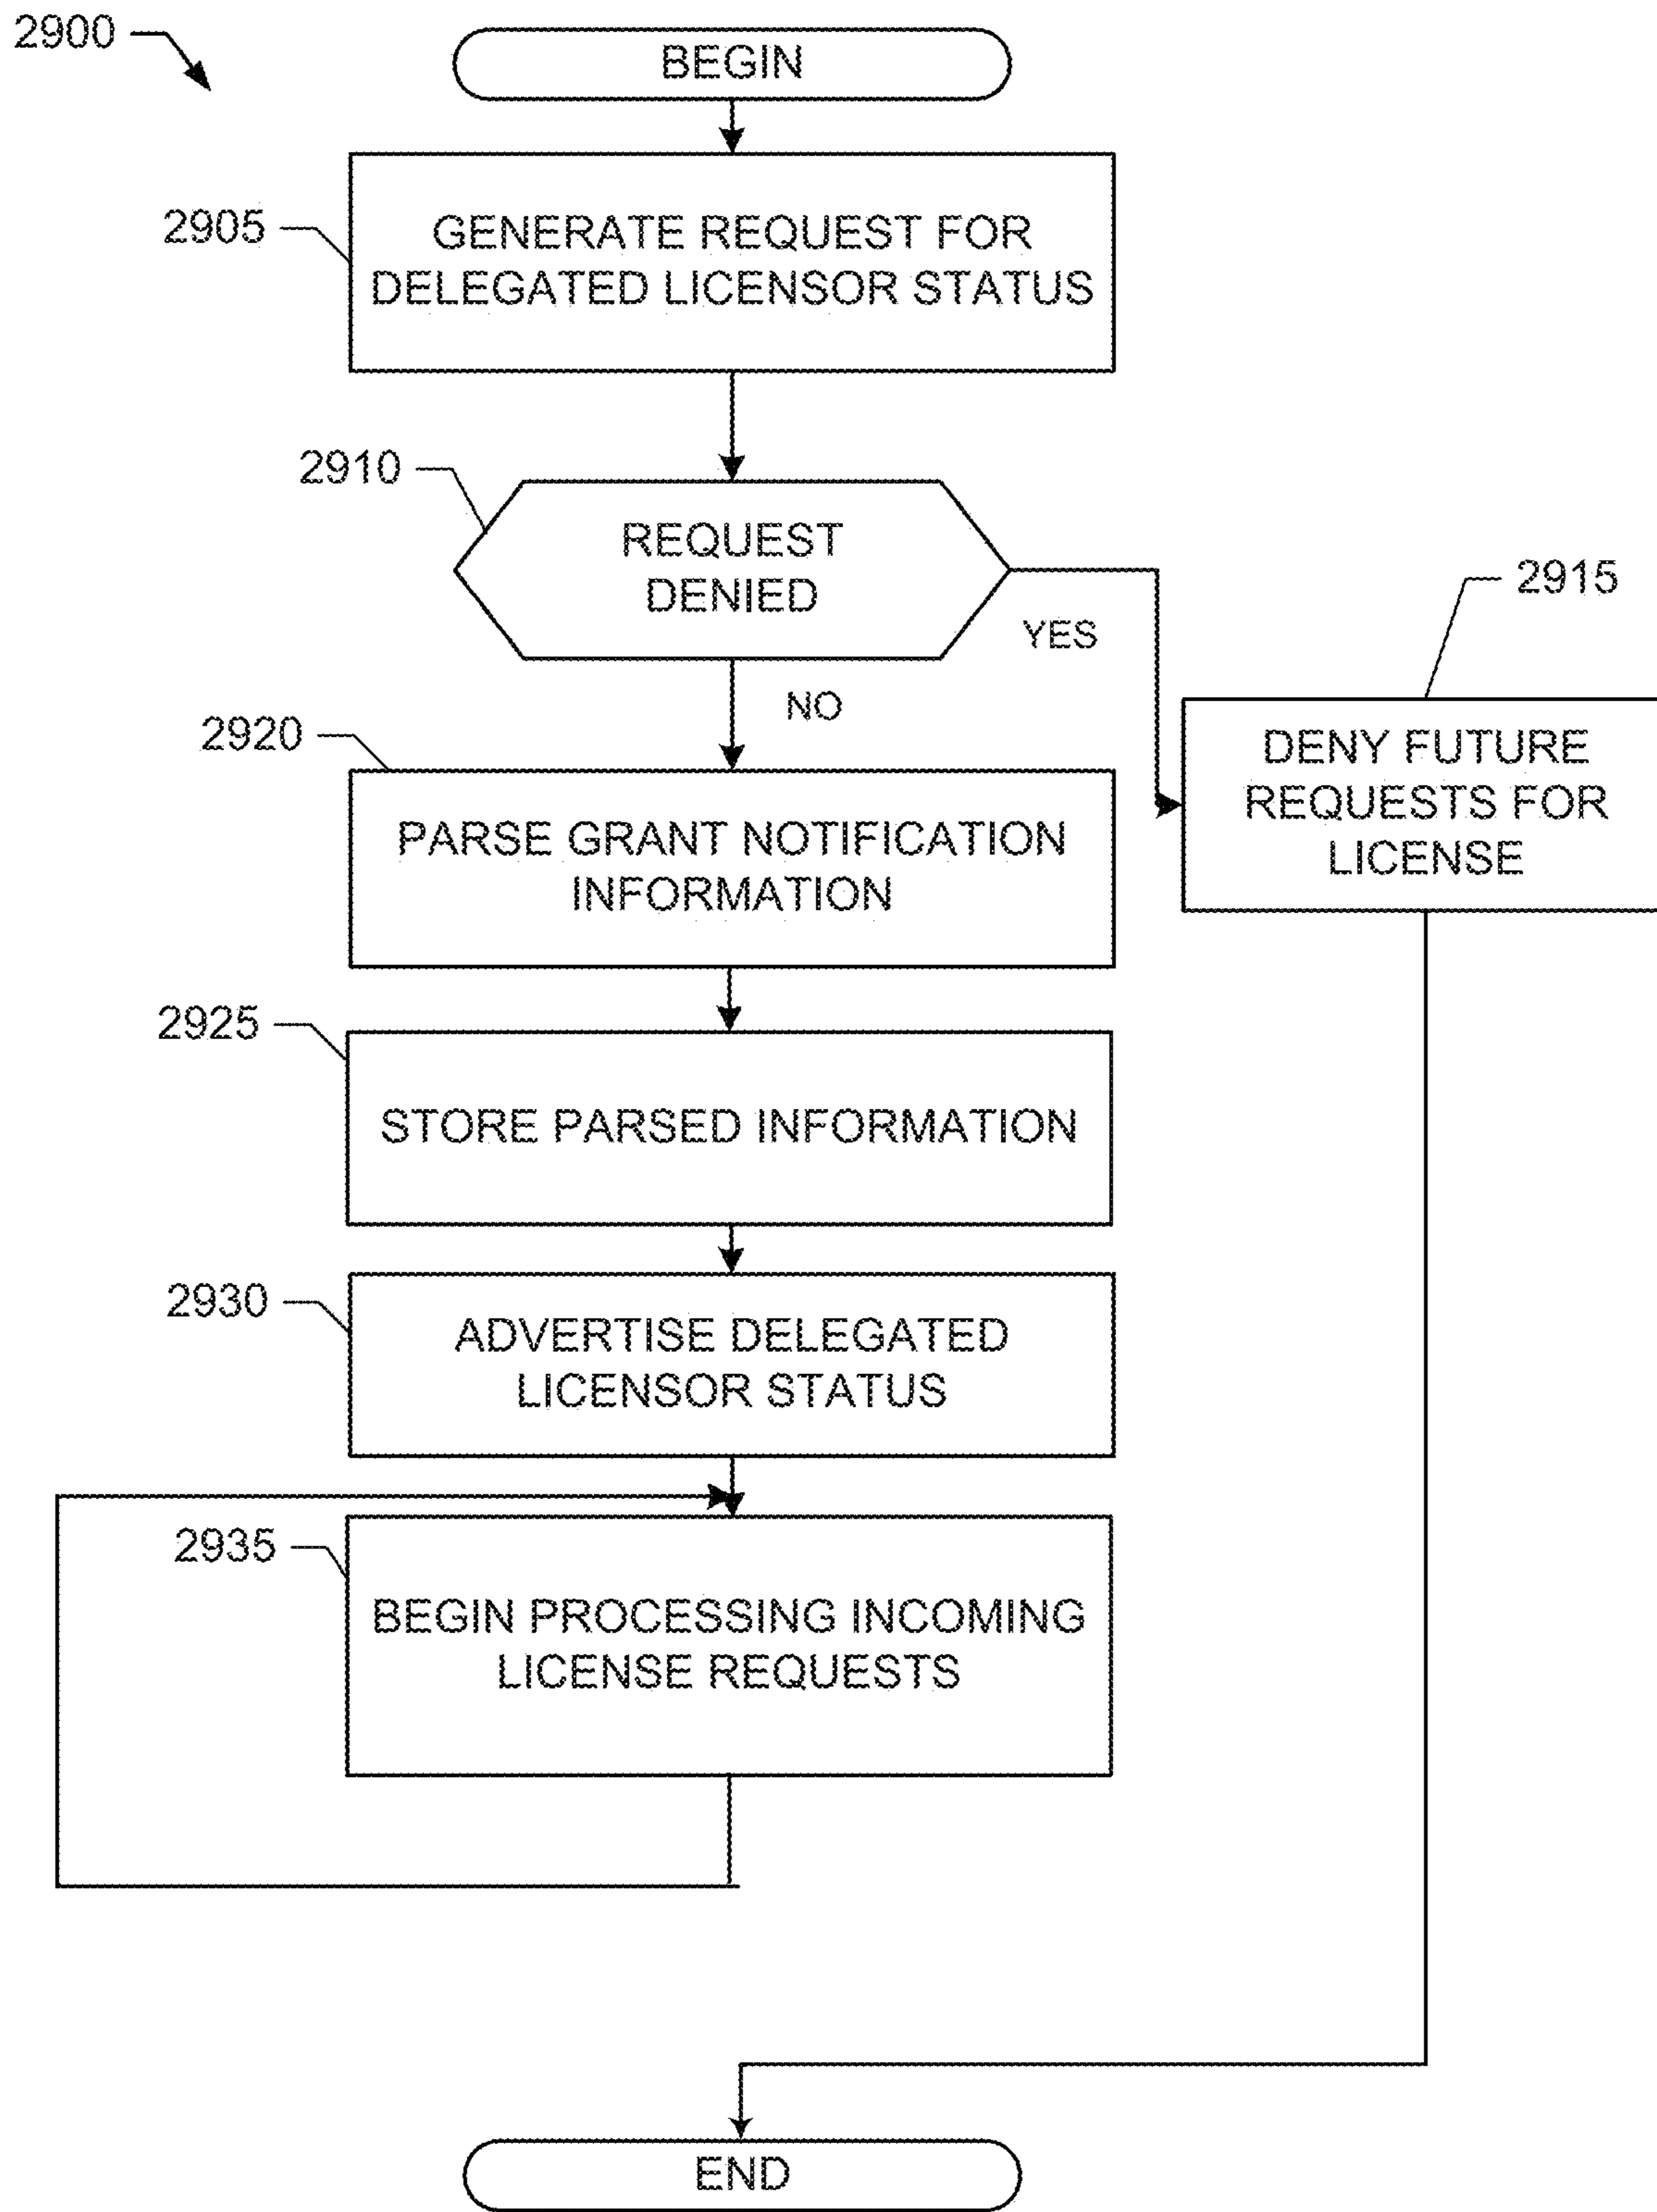 2900
BEGIN
2905
GENERATE REQUEST FOR
DELEGATED LICENSOR STATUS
2910
REQUEST
DENIED
YES
NO
2915
DENY FUTURE
REQUESTS FOR
LICENSE
2920
PARSE GRANT NOTIFICATION
INFORMATION
2925
STORE PARSED INFORMATION
2930
ADVERTISE DELEGATED
LICENSOR STATUS
2935
BEGIN PROCESSING INCOMING
LICENSE REQUESTS
END